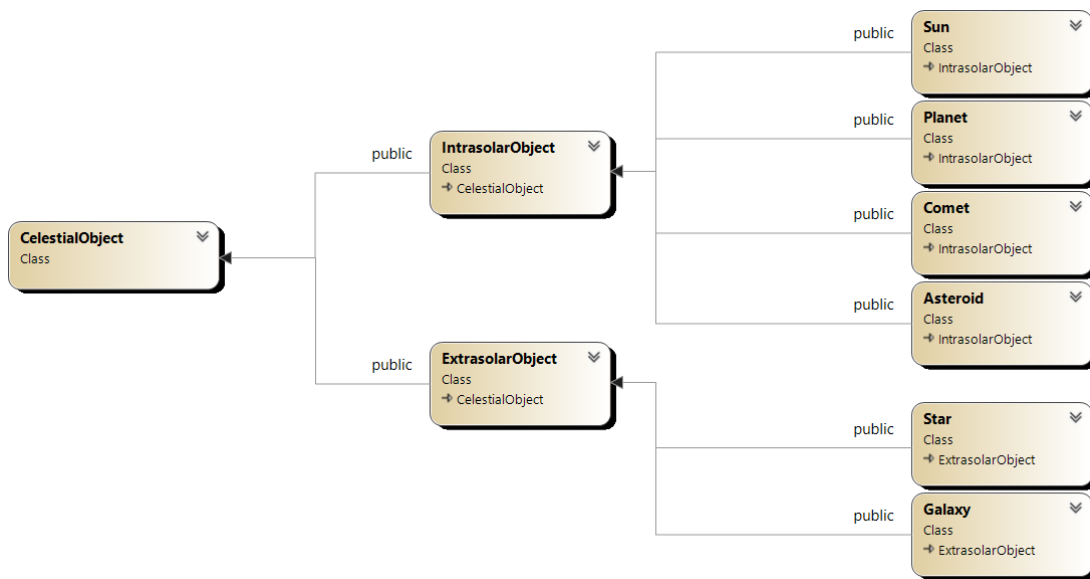 CelestialObject
Class
public
IntrasolarObject
Class
CelestialObject
public
ExtrasolarObject
Class
CelestialObject
public
Sun
Class
IntrasolarObject
public
Planet
Class
IntrasolarObject
public
Comet
Class
IntrasolarObject
public
Asteroid
Class
IntrasolarObject
public
Star
Class
ExtrasolarObject
public
Galaxy
Class
ExtrasolarObject